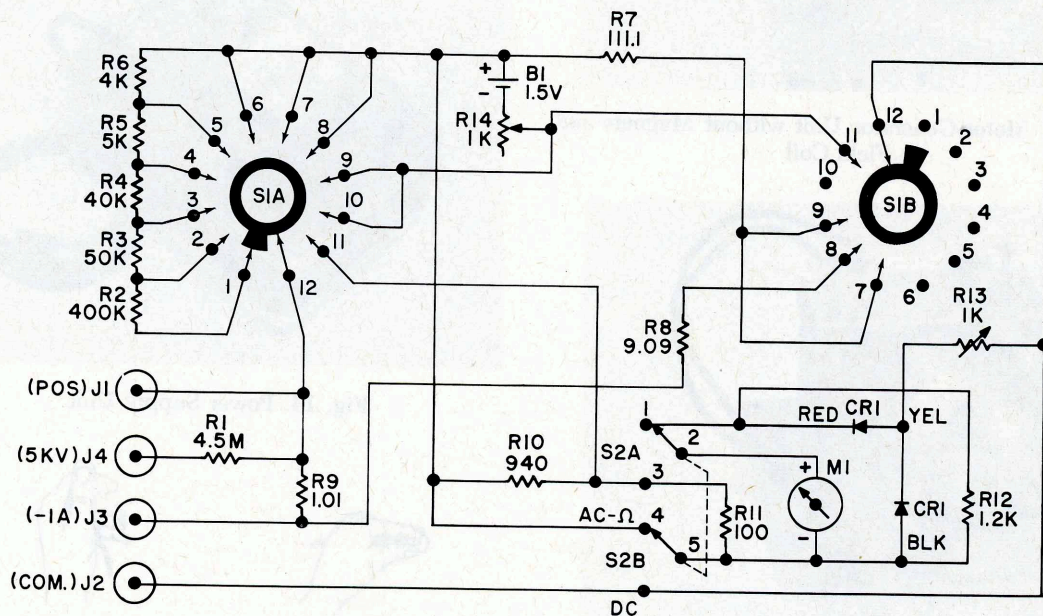 R7
111.1
R6
4K
R5
5K
R4
40K
R3
50K
R2
400K
6
7
8
9
10
11
12
1
2
3
4
5
S1A
+
-
B1
1.5V
R14
1K
12
1
2
3
4
5
6
7
8
9
10
11
S1B
R13
1K
R8
9.09
(POS)J1
(5KV)J4
R1
4.5M
R9
1.01
(-1A)J3
(COM.)J2
R10
940
1
S2A
2
3
AC-Ω
4
S2B
5
DC
R11
100
RED
CR1
YEL
+
M1
-
CR1
BLK
R12
1.2K